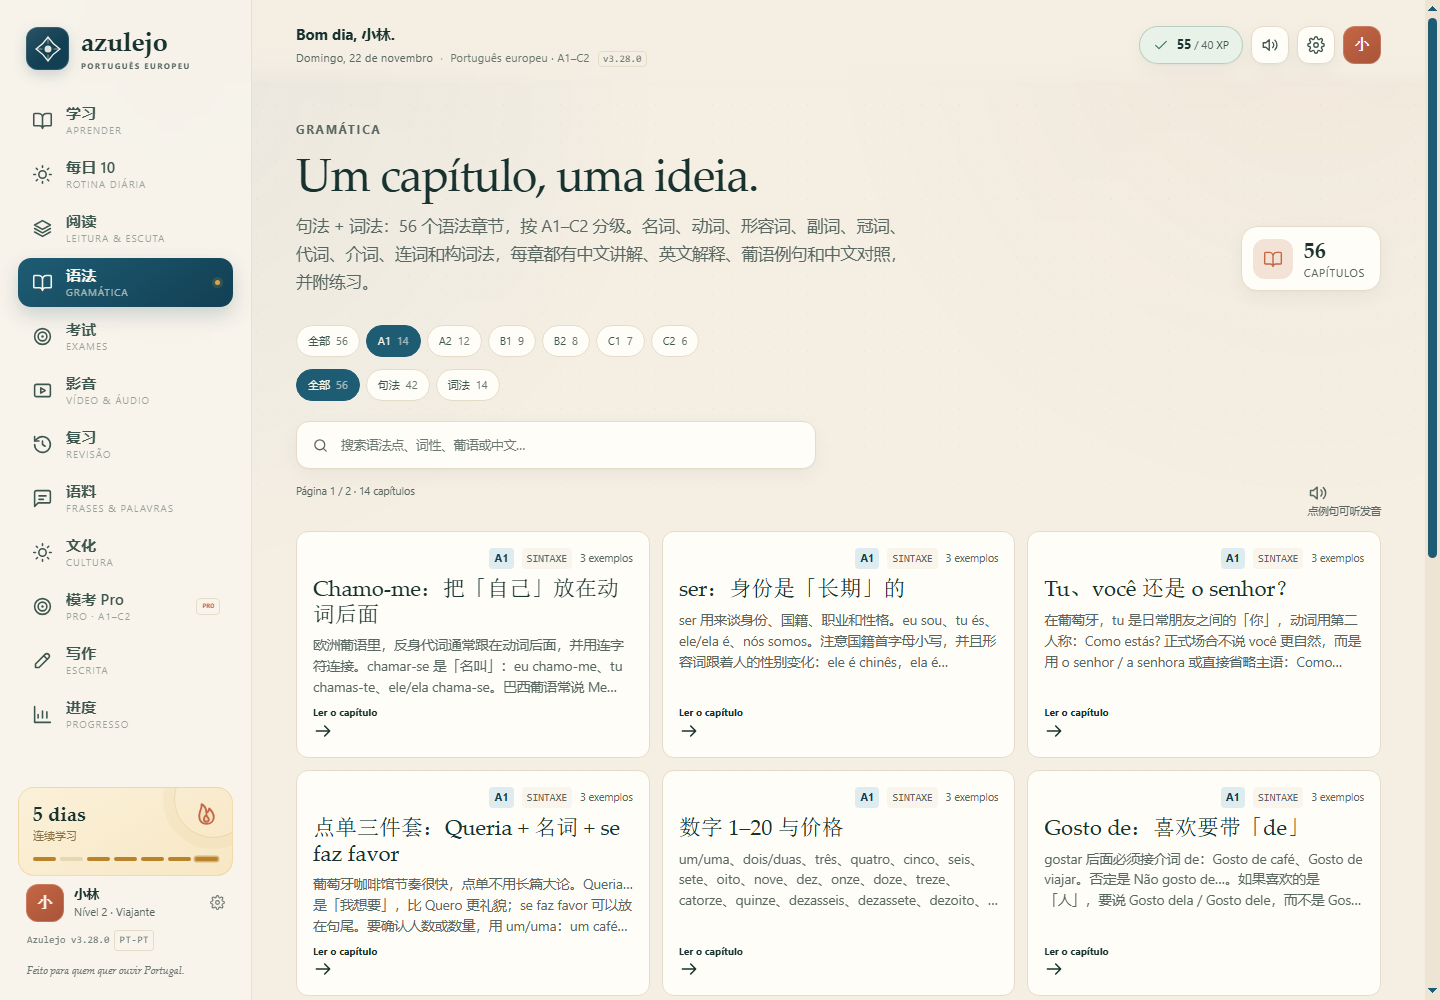 azulejo
PORTUGUÊS EUROPEU
学习
APRENDER
每日 10
ROTINA DIÁRIA
阅读
LEITURA & ESCUTA
语法
GRAMÁTICA
考试
EXAMES
影音
VÍDEO & ÁUDIO
复习
REVISÃO
语料
FRASES & PALAVRAS
文化
CULTURA
模考 Pro
PRO · A1–C2
PRO
写作
ESCRITA
进度
PROGRESSO
5 dias
连续学习
小
小林
Nível 2 · Viajante
Azulejo v3.28.0 PT-PT
Feito para quem quer ouvir Portugal.
Bom dia, 小林.
Domingo, 22 de novembro · Português europeu · A1–C2 v3.28.0
55 / 40 XP
小
GRAMÁTICA
Um capítulo, uma ideia.
句法 + 词法：56 个语法章节，按 A1–C2 分级。名词、动词、形容词、副词、冠词、
代词、介词、连词和构词法，每章都有中文讲解、英文解释、葡语例句和中文对照，
并附练习。
56
CAPÍTULOS
全部 56 A1 14 A2 12 B1 9 B2 8 C1 7 C2 6
全部 56 句法 42 词法 14
搜索语法点、词性、葡语或中文...
Página 1 / 2 · 14 capítulos
点例句可听发音
A1 SINTAXE 3 exemplos
Chamo-me：把「自己」放在动
词后面
欧洲葡语里，反身代词通常跟在动词后面，并用连字
符连接。chamar-se 是「名叫」：eu chamo-me、tu
chamas-te、ele/ela chama-se。巴西葡语常说 Me...
Ler o capítulo
A1 SINTAXE 3 exemplos
ser：身份是「长期」的
ser 用来谈身份、国籍、职业和性格。eu sou、tu és、
ele/ela é、nós somos。注意国籍首字母小写，并且形
容词跟着人的性别变化：ele é chinês，ela é...
Ler o capítulo
A1 SINTAXE 3 exemplos
Tu、você 还是 o senhor？
在葡萄牙，tu 是日常朋友之间的「你」，动词用第二
人称：Como estás? 正式场合不说 você 更自然，而是
用 o senhor / a senhora 或直接省略主语：Como...
Ler o capítulo
A1 SINTAXE 3 exemplos
点单三件套：Queria + 名词 + se
faz favor
葡萄牙咖啡馆节奏很快，点单不用长篇大论。Queria...
是「我想要」，比 Quero 更礼貌；se faz favor 可以放
在句尾。要确认人数或数量，用 um/uma：um café...
Ler o capítulo
A1 SINTAXE 3 exemplos
数字 1–20 与价格
um/uma、dois/duas、três、quatro、cinco、seis、
sete、oito、nove、dez、onze、doze、treze、
catorze、quinze、dezasseis、dezassete、dezoito、...
Ler o capítulo
A1 SINTAXE 3 exemplos
Gosto de：喜欢要带「de」
gostar 后面必须接介词 de：Gosto de café、Gosto de
viajar。否定是 Não gosto de...。如果喜欢的是
「人」，要说 Gosto dela / Gosto dele，而不是 Gos...
Ler o capítulo